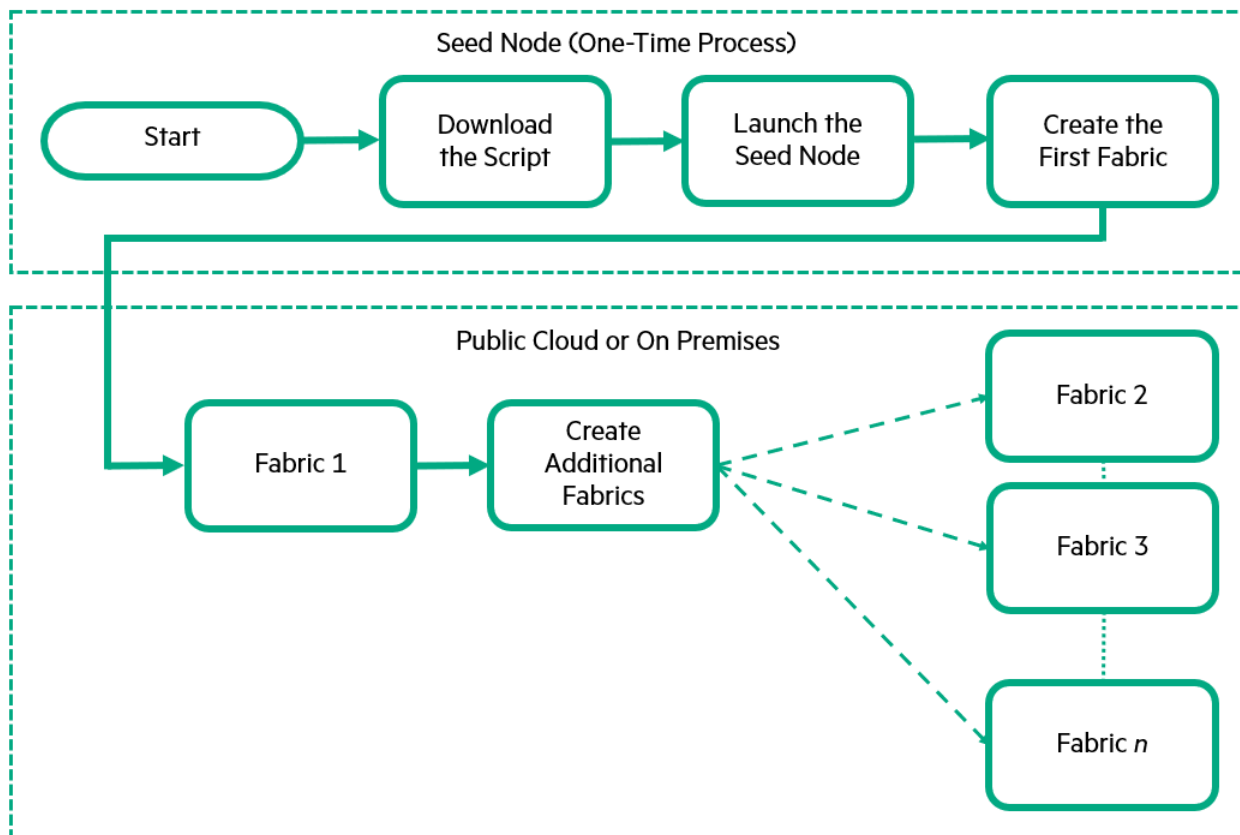 Seed Node (One-Time Process)
Start
Download
the Script
Launch the
Seed Node
Create the
First Fabric
Public Cloud or On Premises
Fabric 1
Create
Additional
Fabrics
Fabric 2
Fabric 3
Fabric n